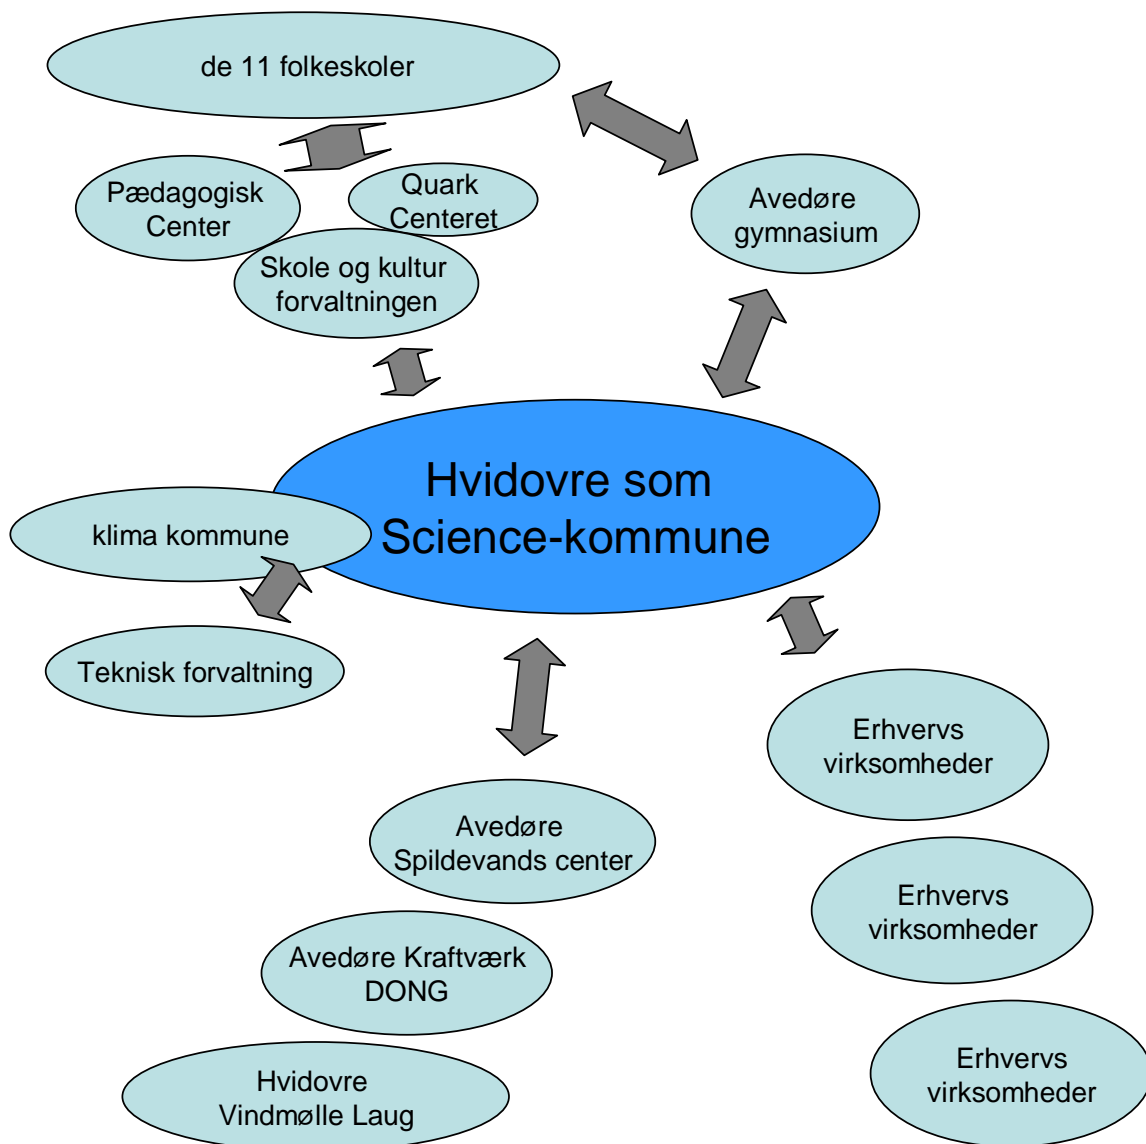 de 11 folkeskoler
Pædagogisk
Center
Quark
Centeret
Avedøre
gymnasium
Skole og kultur
forvaltningen
Hvidovre som
Science-kommune
klima kommune
Teknisk forvaltning
Erhvervs
virksomheder
Avedøre
Spildevands center
Erhvervs
virksomheder
Avedøre Kraftværk
DONG
Erhvervs
virksomheder
Hvidovre
Vindmølle Laug